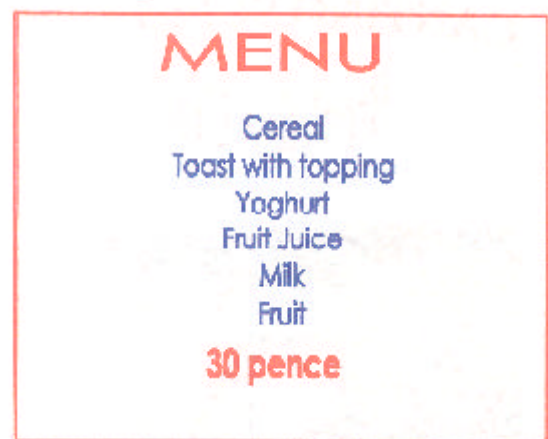 MENU
Cereal
Toast with topping
Yoghurt
Fruit Juice
Milk
Fruit
30 pence